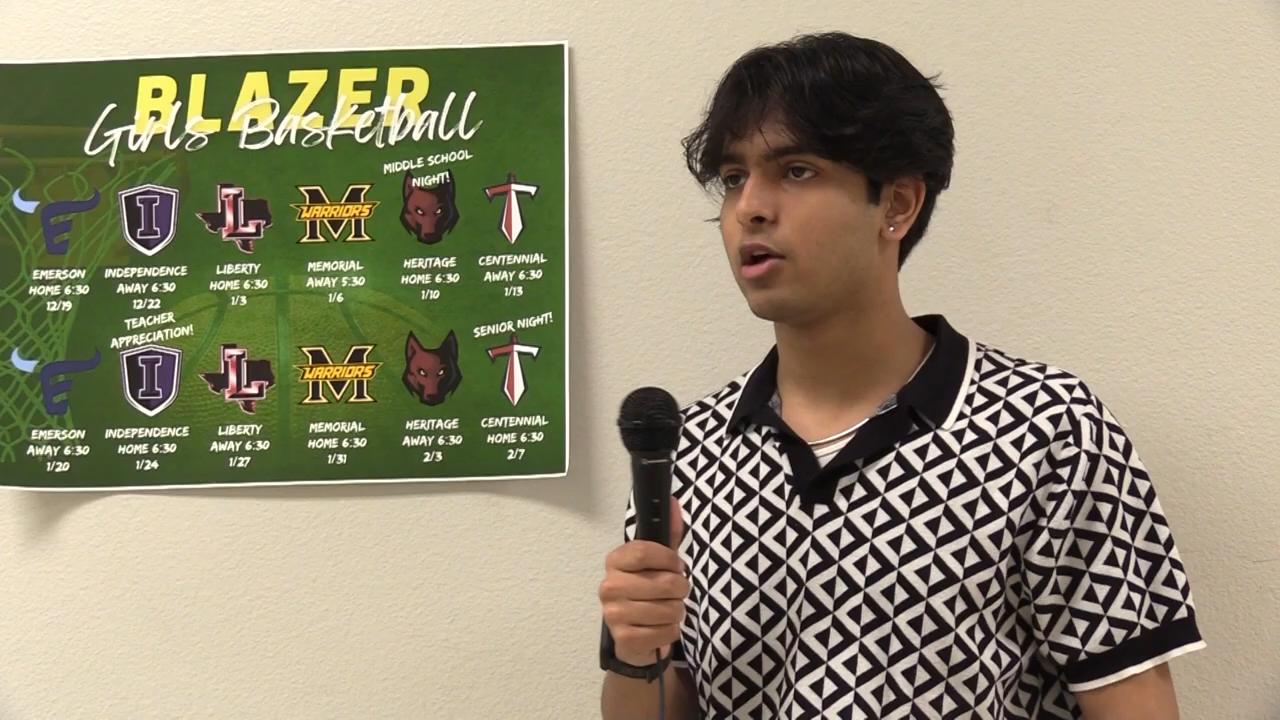 BLAZER
Girls Basketball
MIDDLE SCHOOL
NIGHT!
E
I
L
M
WARRIORS
EMERSON
HOME 6:30
12/19
INDEPENDENCE
AWAY 6:30
12/22
LIBERTY
HOME 6:30
1/3
MEMORIAL
AWAY 5:30
1/6
HERITAGE
HOME 6:30
1/10
CENTENNIAL
AWAY 6:30
1/13
TEACHER
APPRECIATION!
SENIOR NIGHT!
E
I
L
M
WARRIORS
EMERSON
AWAY 6:30
1/20
INDEPENDENCE
HOME 6:30
1/24
LIBERTY
AWAY 6:30
1/27
MEMORIAL
HOME 6:30
1/31
HERITAGE
AWAY 6:30
2/3
CENTENNIAL
HOME 6:30
2/7